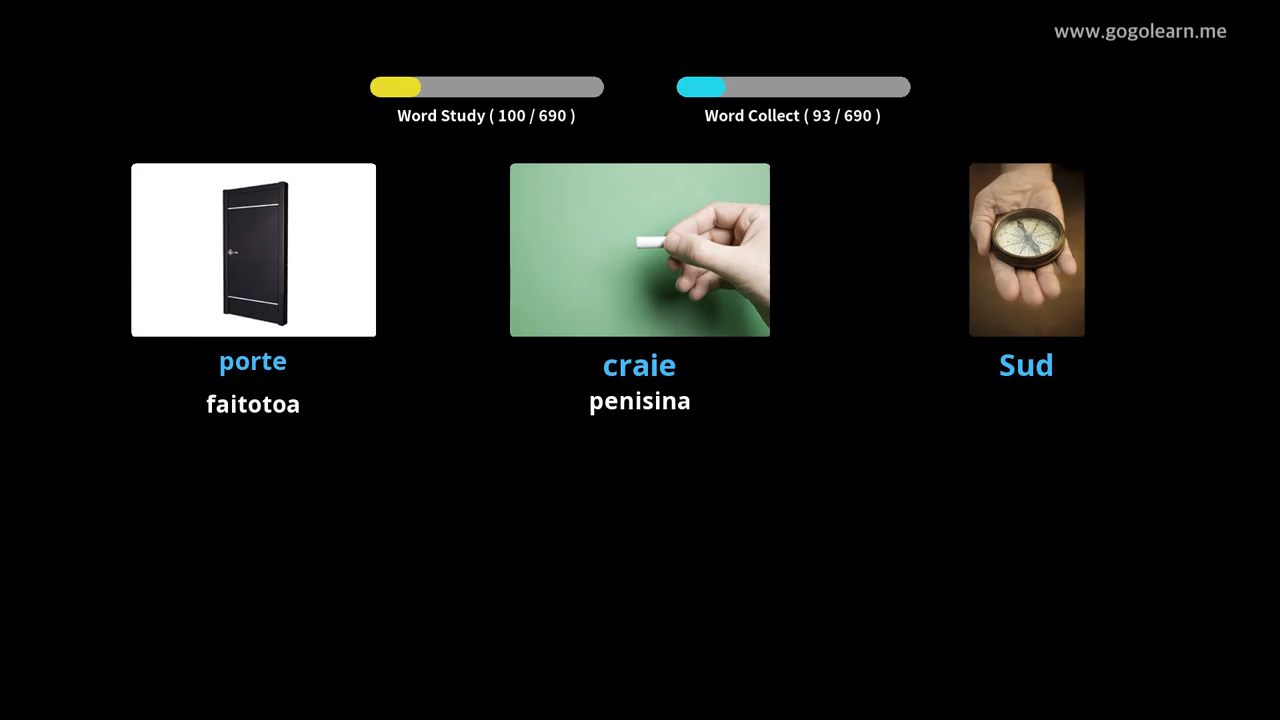 www.gogolearn.me
Word Study ( 100 / 690 )
Word Collect ( 93 / 690 )
porte
faitotoa
craie
penisina
Sud